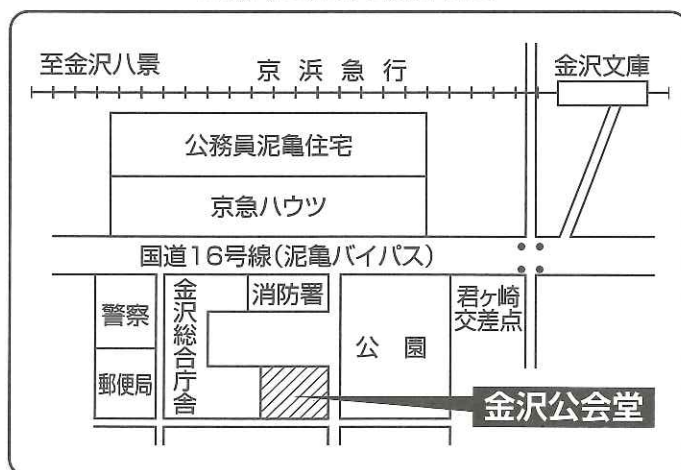 至金沢八景
京浜急行
金沢文庫
公務員泥亀住宅
京急ハウツ
国道16号線(泥亀バイパス)
警察
郵便局
金沢総合庁舎
消防署
公園
君ヶ崎
交差点
金沢公会堂